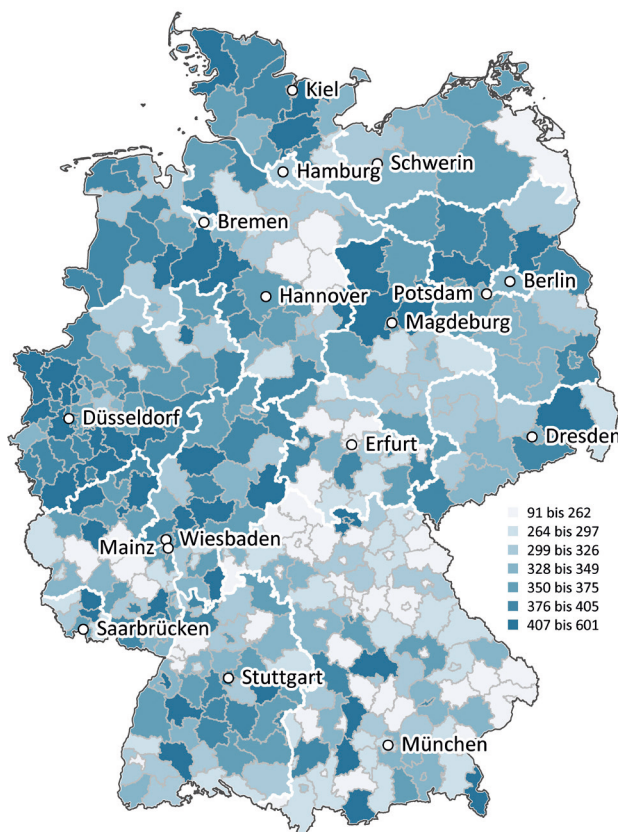 Kiel
Schwerin
Hamburg
Bremen
Berlin
Hannover
Potsdam
Magdeburg
Düsseldorf
Dresden
Erfurt
91 bis 262
264 bis 297
299 bis 326
328 bis 349
350 bis 375
376 bis 405
407 bis 601
Wiesbaden
Mainz
Saarbrücken
Stuttgart
München